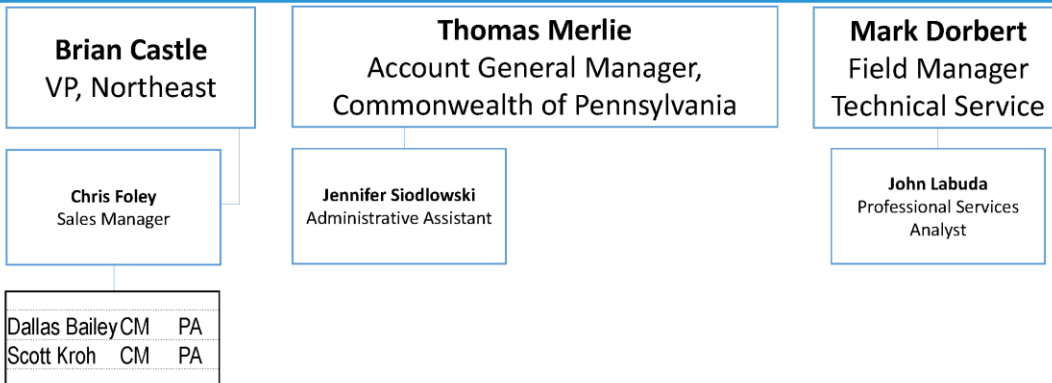 Brian Castle
VP, Northeast
Thomas Merlie
Account General Manager,
Commonwealth of Pennsylvania
Mark Dorbert
Field Manager
Technical Service
Chris Foley
Sales Manager
Jennifer Siodlowski
Administrative Assistant
John Labuda
Professional Services
Analyst
Dallas Bailey CM PA
Scott Kroh CM PA